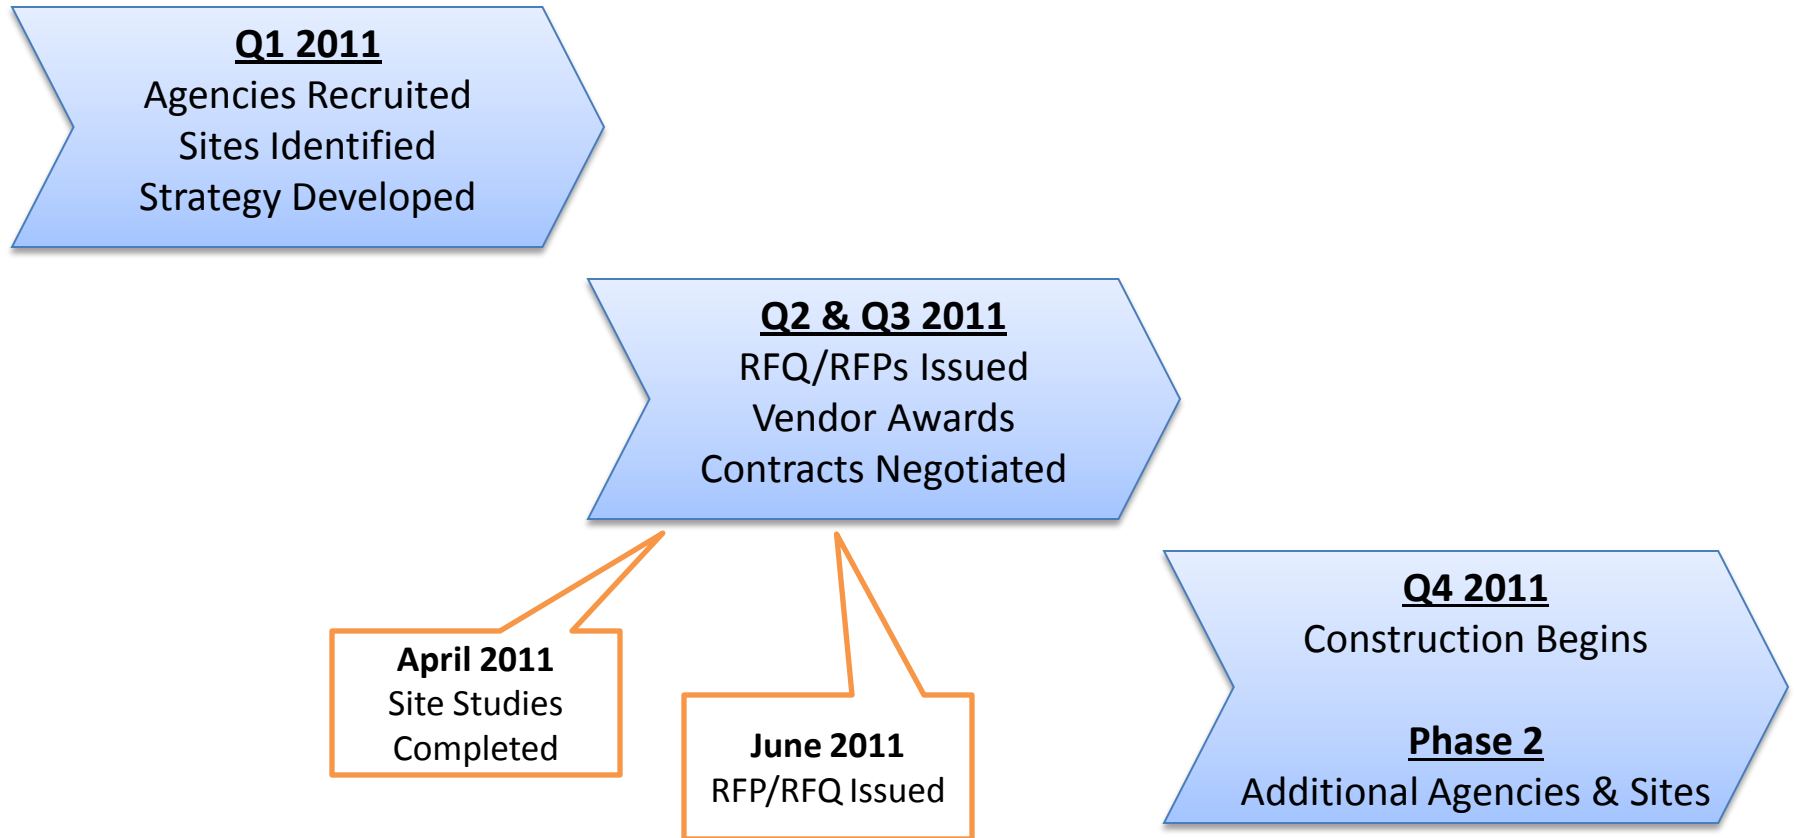 Q1 2011
Agencies Recruited
Sites Identified
Strategy Developed
Q2 & Q3 2011
RFQ/RFPs Issued
Vendor Awards
Contracts Negotiated
April 2011
Site Studies
Completed
June 2011
RFP/RFQ Issued
Q4 2011
Construction Begins
Phase 2
Additional Agencies & Sites